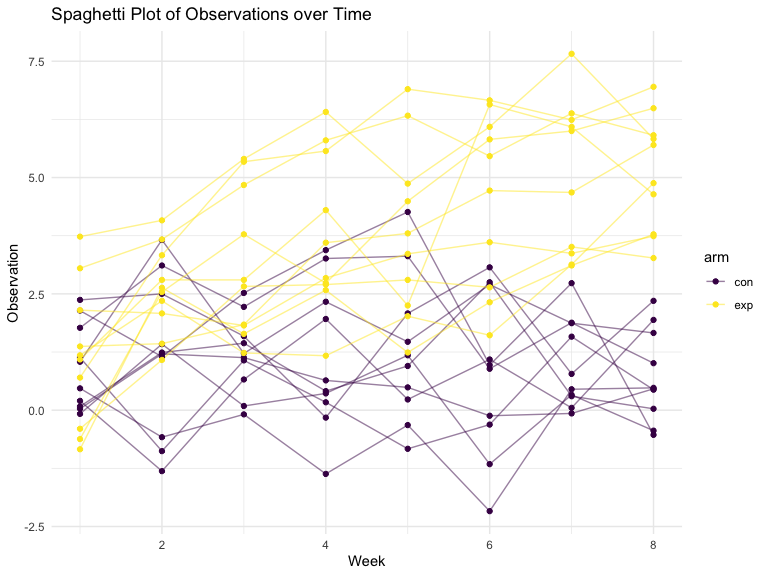 Spaghetti Plot of Observations over Time
7.5
5.0
2.5
0.0
-2.5
Observation
2
4
6
8
Week
arm
con
exp